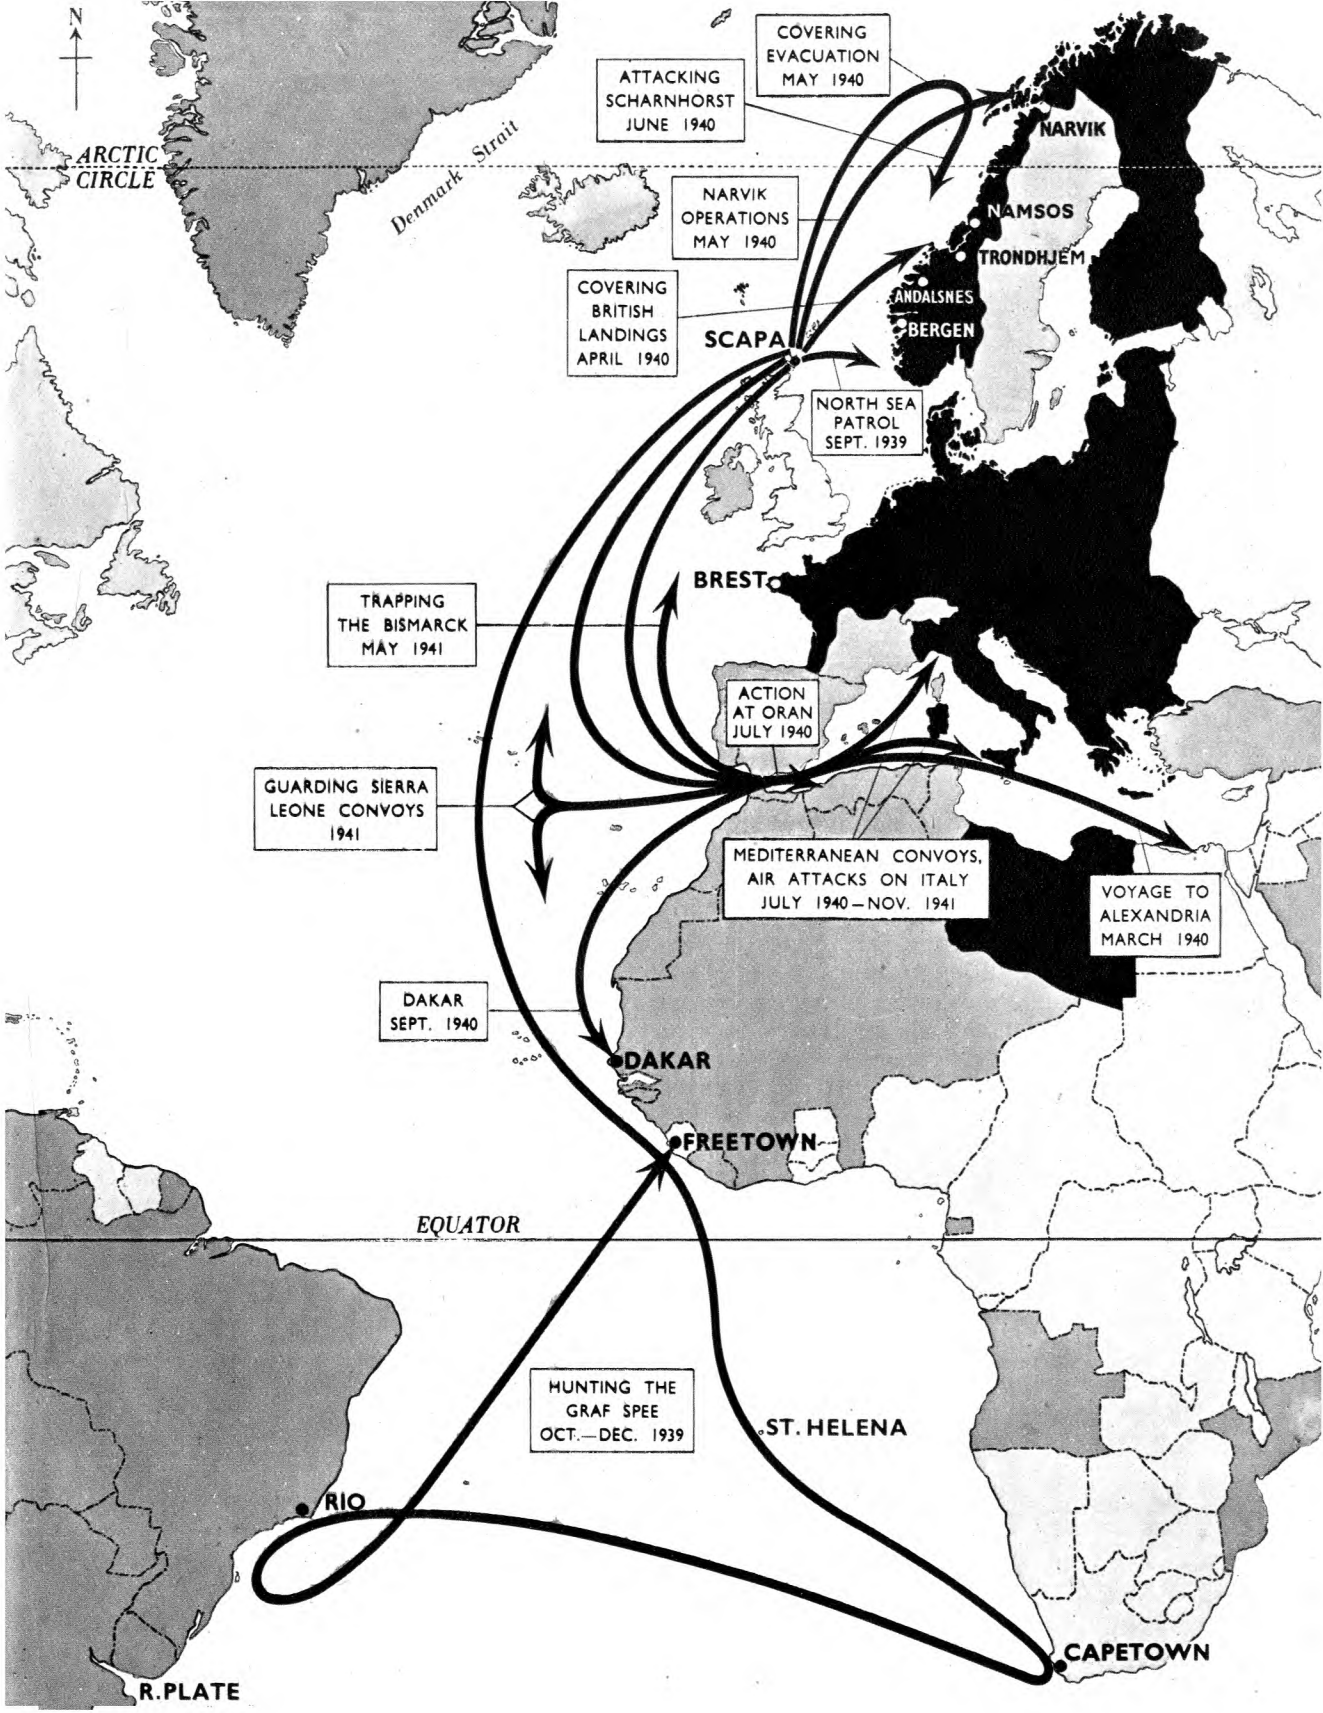 N
COVERING
EVACUATION
MAY 1940
ATTACKING
SCHARNHORST
JUNE 1940
NARVIK
ARCTIC
CIRCLE
Denmark Strait
NARVIK
OPERATIONS
MAY 1940
NAMSOS
TRONDHJEM
COVERING
BRITISH
LANDINGS
APRIL 1940
ANDALSNES
BERGEN
SCAPA
NORTH SEA
PATROL
SEPT. 1939
BREST
TRAPPING
THE BISMARCK
MAY 1941
ACTION
AT ORAN
JULY 1940
GUARDING SIERRA
LEONE CONVOYS
1941
MEDITERRANEAN CONVOYS,
AIR ATTACKS ON ITALY
JULY 1940—NOV. 1941
VOYAGE TO
ALEXANDRIA
MARCH 1940
DAKAR
SEPT. 1940
DAKAR
FREETOWN
EQUATOR
HUNTING THE
GRAF SPEE
OCT.—DEC. 1939
ST. HELENA
RIO
CAPETOWN
R. PLATE